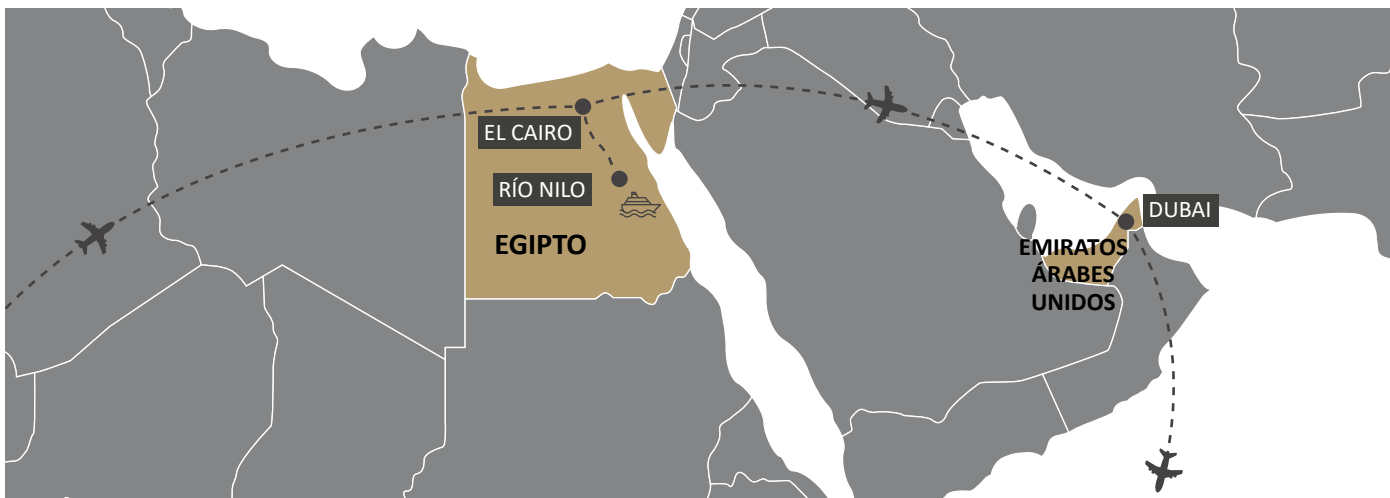 EL CAIRO
RÍO NILO
EGIPTO
DUBAI
EMIRATOS
ÁRABES
UNIDOS